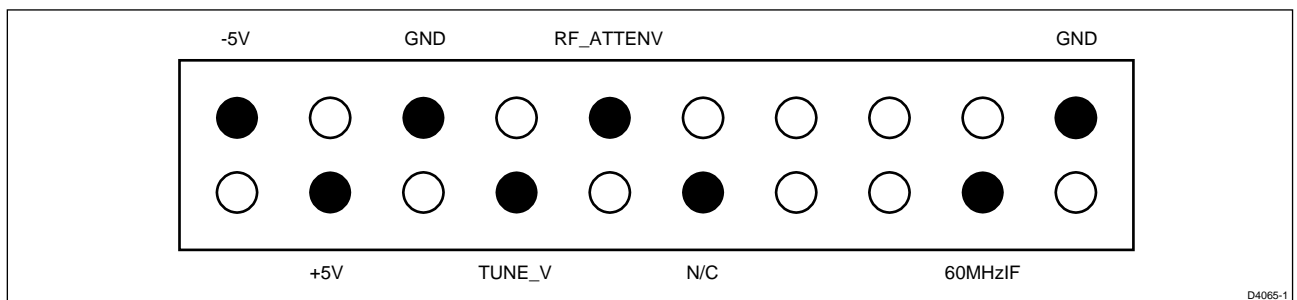 -5V GND RF_ATTENV GND
+5V TUNE_V N/C 60MHzIF
D4065-1